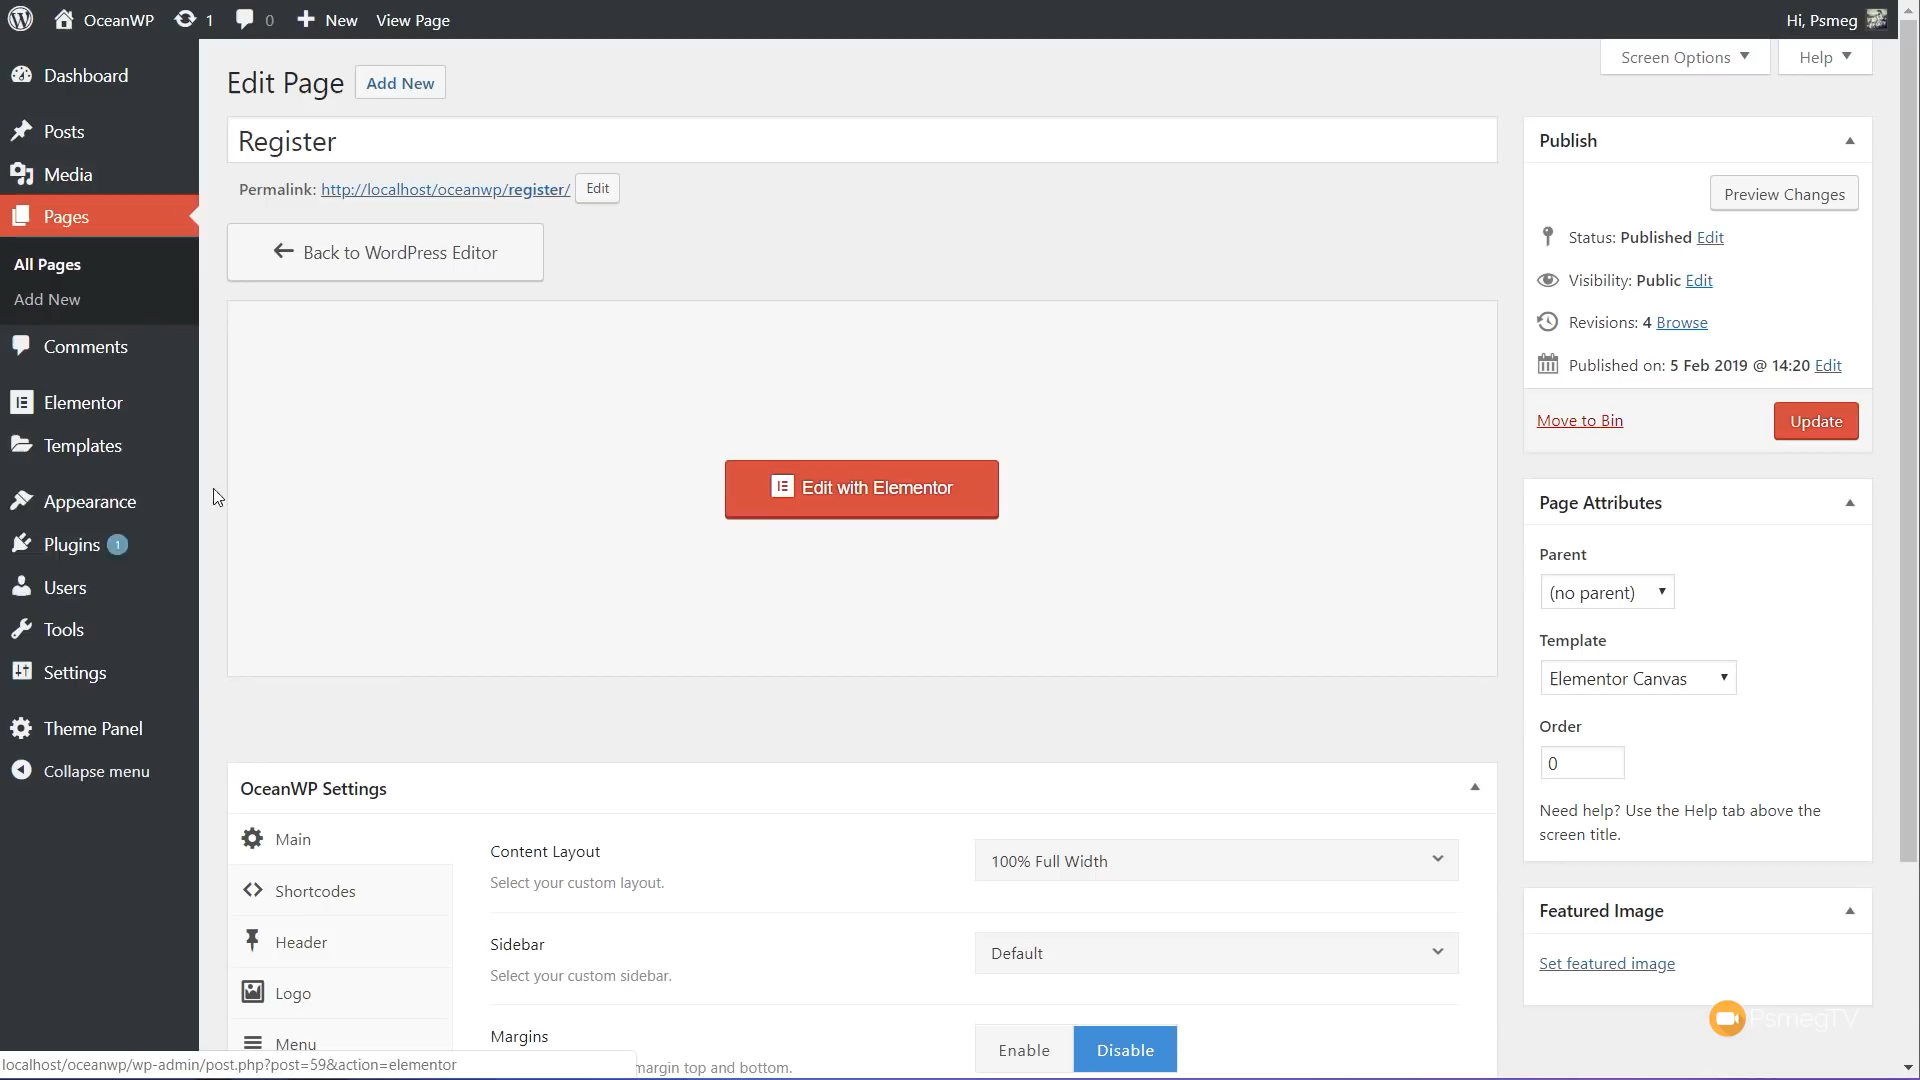 OceanWP 1 0 New View Page Hi, Psmeg
Screen Options Help
Dashboard
Posts
Media
Pages
All Pages
Add New
Comments
Elementor
Templates
Appearance
Plugins 1
Users
Tools
Settings
Theme Panel
Collapse menu
Edit Page Add New
Register
Permalink: http://localhost/oceanwp/register/ Edit
Back to WordPress Editor
Edit with Elementor
OceanWP Settings
Main
Shortcodes
Header
Logo
Menu
Content Layout
Select your custom layout.
100% Full Width
Sidebar
Select your custom sidebar.
Default
Margins
margin top and bottom.
Enable Disable
Publish
Preview Changes
Status: Published Edit
Visibility: Public Edit
Revisions: 4 Browse
Published on: 5 Feb 2019 @ 14:20 Edit
Move to Bin Update
Page Attributes
Parent
(no parent)
Template
Elementor Canvas
Order
0
Need help? Use the Help tab above the
screen title.
Featured Image
Set featured image
PsmegTV
localhost/oceanwp/wp-admin/post.php?post=59&action=elementor